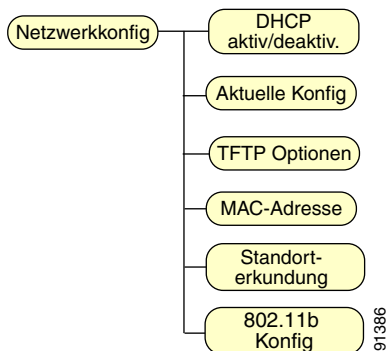 Netzwerkkonfig
DHCP
aktiv/deaktiv.
Aktuelle Konfig
TFTP Optionen
MAC-Adresse
Standort-
erkundung
802.11b
Konfig
91386